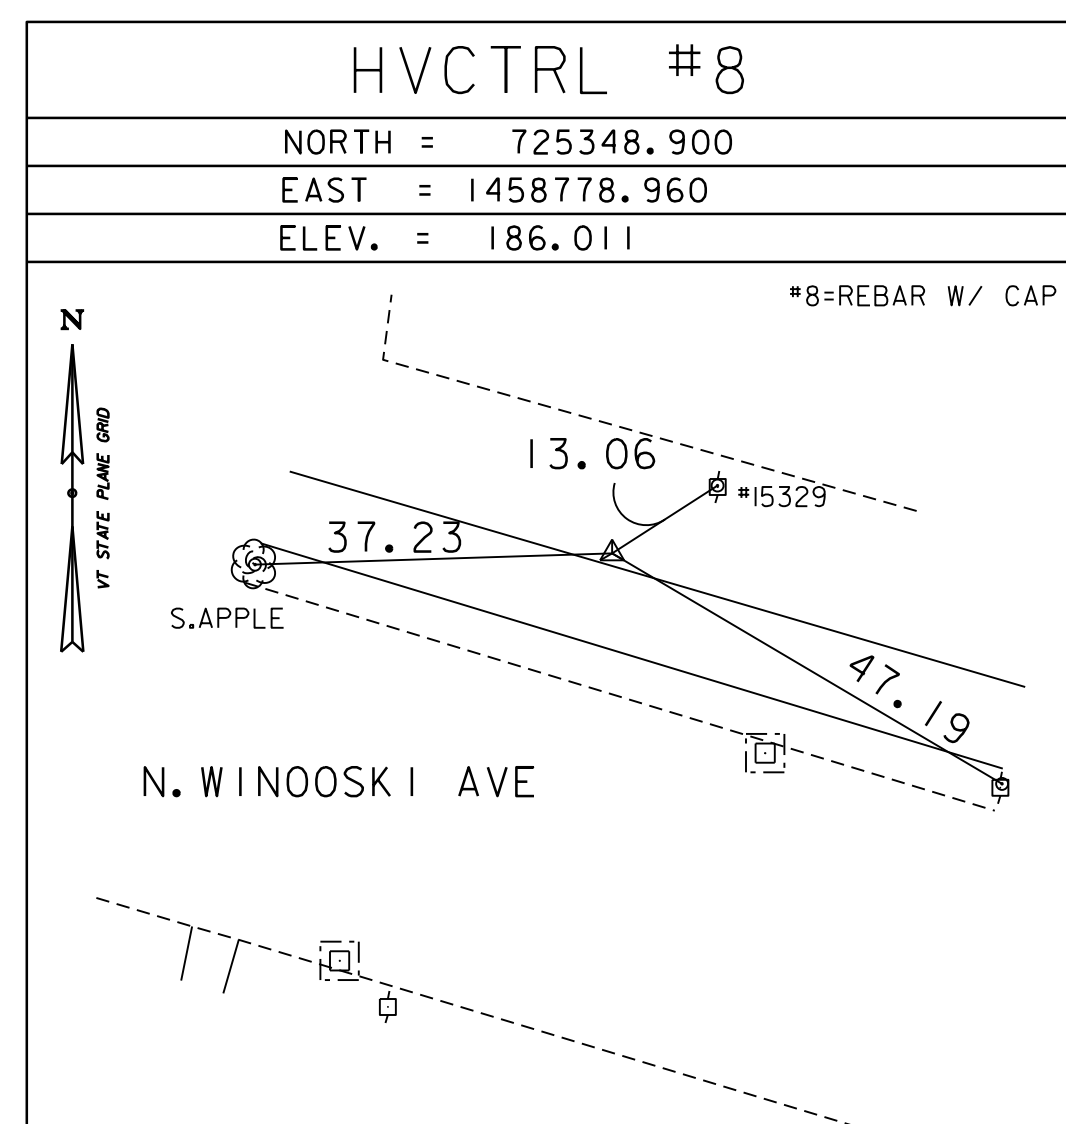 HVCTRL #8
NORTH = 725348.900
EAST = 1458778.960
ELEV. = 186.011
#8=REBAR W/ CAP
N
VT STATE PLANE GRID
13.06
#15329
37.23
S.APPLE
47.19
N. WINOOSKI AVE